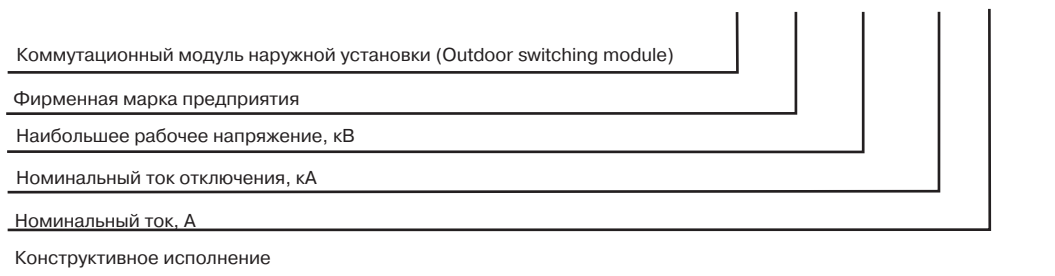 Коммутационный модуль наружной установки (Outdoor switching module)
Фирменная марка предприятия
Наибольшее рабочее напряжение, кВ
Номинальный ток отключения, кА
Номинальный ток, А
Конструктивное исполнение